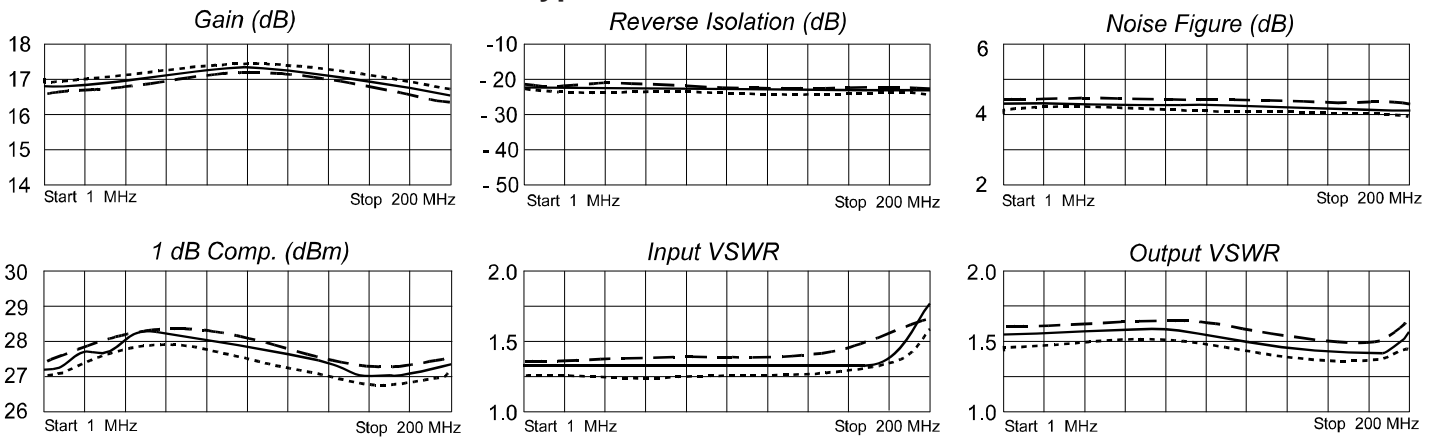 Gain (dB)
18
17
16
15
14
Start 1 MHz
Stop 200 MHz
Reverse Isolation (dB)
-10
- 20
- 30
- 40
- 50
Start 1 MHz
Stop 200 MHz
Noise Figure (dB)
6
4
2
Start 1 MHz
Stop 200 MHz
1 dB Comp. (dBm)
30
29
28
27
26
Start 1 MHz
Stop 200 MHz
Input VSWR
2.0
1.5
1.0
Start 1 MHz
Stop 200 MHz
Output VSWR
2.0
1.5
1.0
Start 1 MHz
Stop 200 MHz